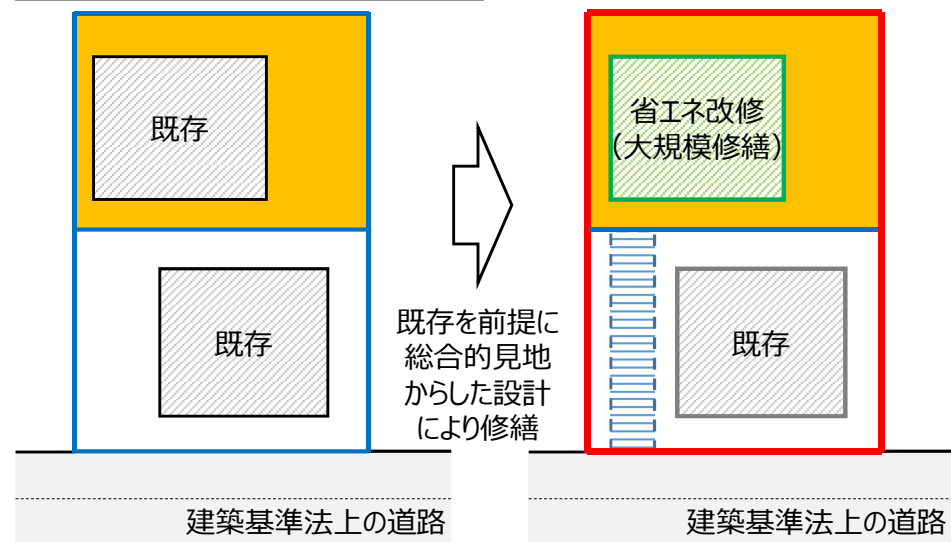 既存
既存
建築基準法上の道路
既存を前提に
総合的見地
からした設計
により修繕
省エネ改修
(大規模修繕)
既存
建築基準法上の道路